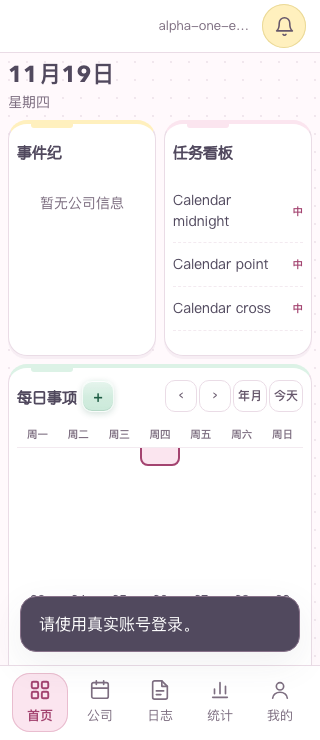 alpha-one-e...
11月19日
星期四
事件纪
任务看板
暂无公司信息
Calendar midnight 中
Calendar point 中
Calendar cross 中
每日事项 + ‹ › 年月 今天
周一 周二 周三 周四 周五 周六 周日
请使用真实账号登录。
首页 公司 日志 统计 我的